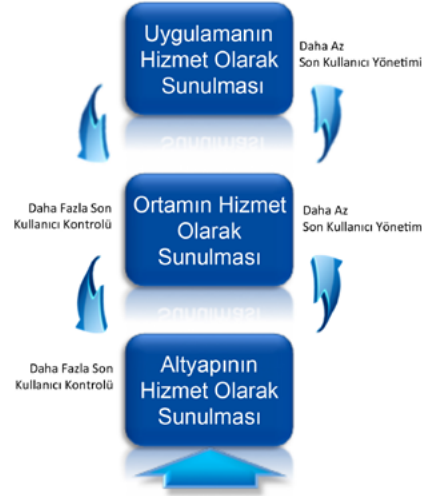 Uygulamanın
Hizmet Olarak
Sunulması
Daha Az
Son Kullanıcı Yönetimi
Daha Fazla Son
Kullanıcı Kontrolü
Ortamın Hizmet
Olarak
Sunulması
Daha Az
Son Kullanıcı Yönetim
Daha Fazla Son
Kullanıcı Kontrolü
Altyapının
Hizmet Olarak
Sunulması